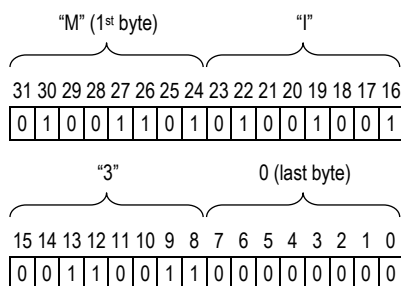 “M” (1st byte) “I”
31 30 29 28 27 26 25 24 23 22 21 20 19 18 17 16
0 1 0 0 1 1 0 1 0 1 0 0 1 0 0 1
“3” 0 (last byte)
15 14 13 12 11 10 9 8 7 6 5 4 3 2 1 0
0 0 1 1 0 0 1 1 0 0 0 0 0 0 0 0